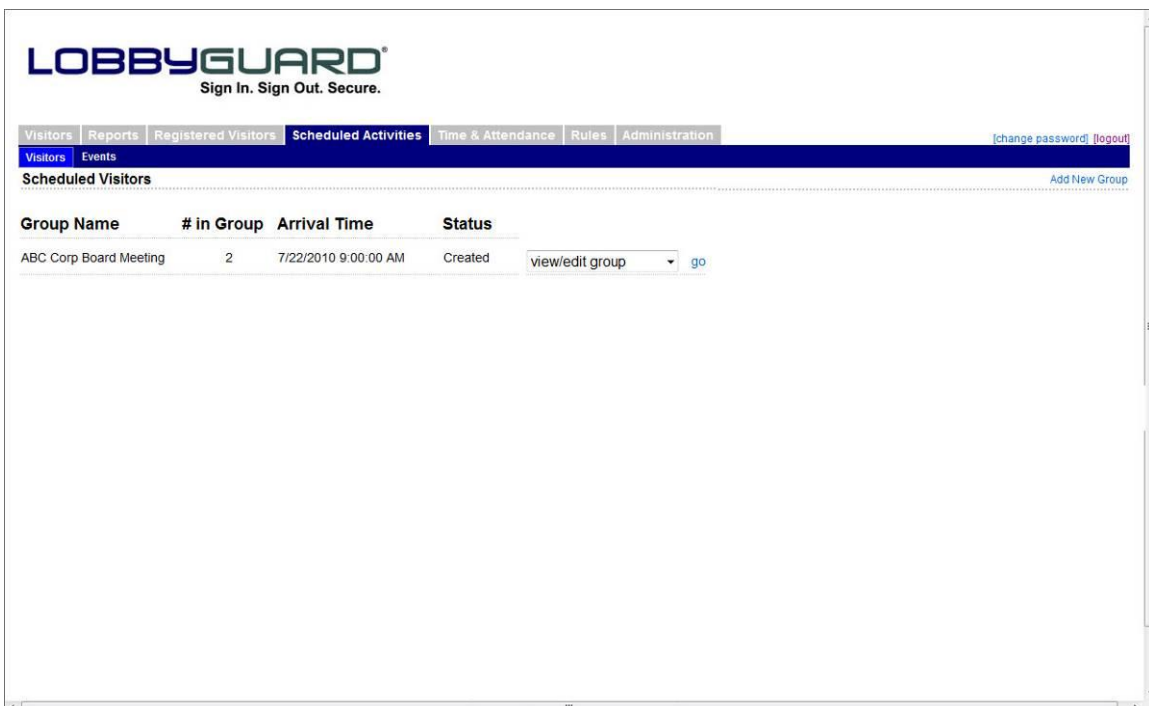 LOBBYGUARD®
Sign In. Sign Out. Secure.
Visitors Reports Registered Visitors Scheduled Activities Time & Attendance Rules Administration [change password] [logout]
Visitors Events
Scheduled Visitors Add New Group
Group Name # in Group Arrival Time Status
ABC Corp Board Meeting 2 7/22/2010 9:00:00 AM Created view/edit group go